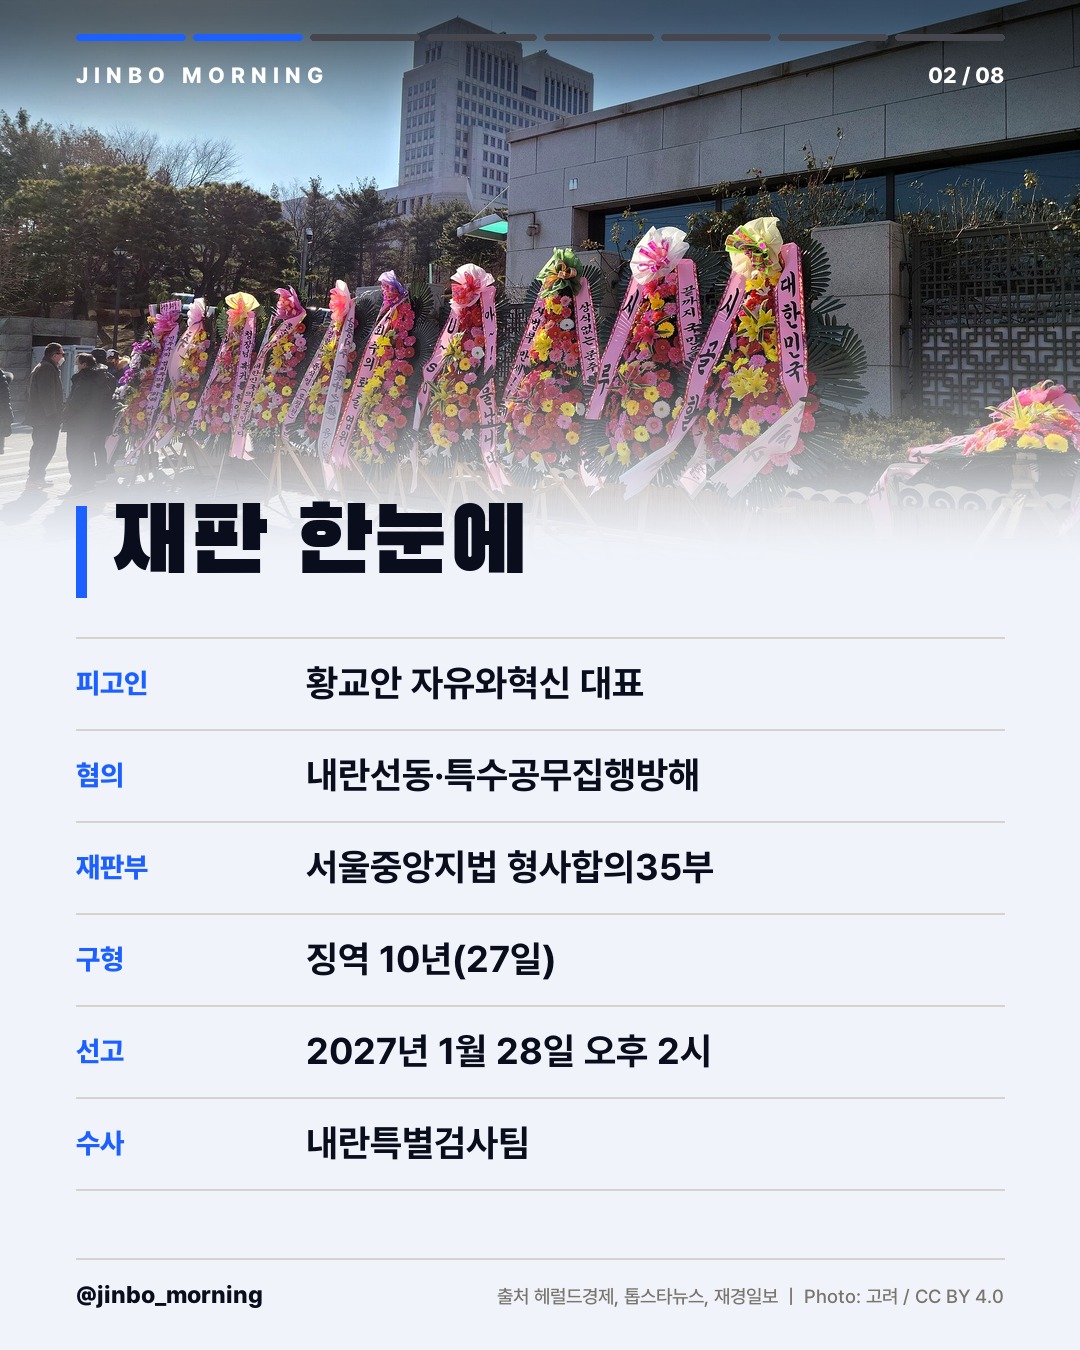 JINBO MORNING
02 / 08
대한민국
재판 한눈에
피고인
황교안 자유와혁신 대표
혐의
내란선동·특수공무집행방해
재판부
서울중앙지법 형사합의35부
구형
징역 10년(27일)
선고
2027년 1월 28일 오후 2시
수사
내란특별검사팀
@jinbo_morning
출처 헤럴드경제, 톱스타뉴스, 재경일보 | Photo: 고려 / CC BY 4.0